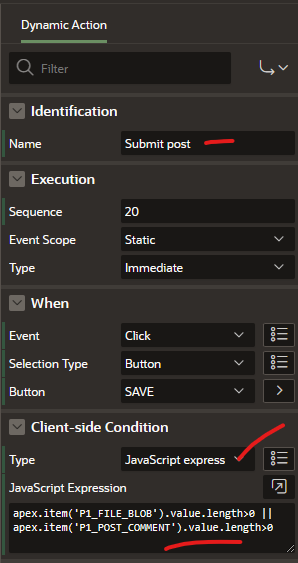 Dynamic Action
Filter
Identification
Name Submit post
Execution
Sequence 20
Event Scope Static
Type Immediate
When
Event Click
Selection Type Button
Button SAVE
Client-side Condition
Type JavaScript express
JavaScript Expression
apex.item('P1_FILE_BLOB').value.length>0 ||
apex.item('P1_POST_COMMENT').value.length>0